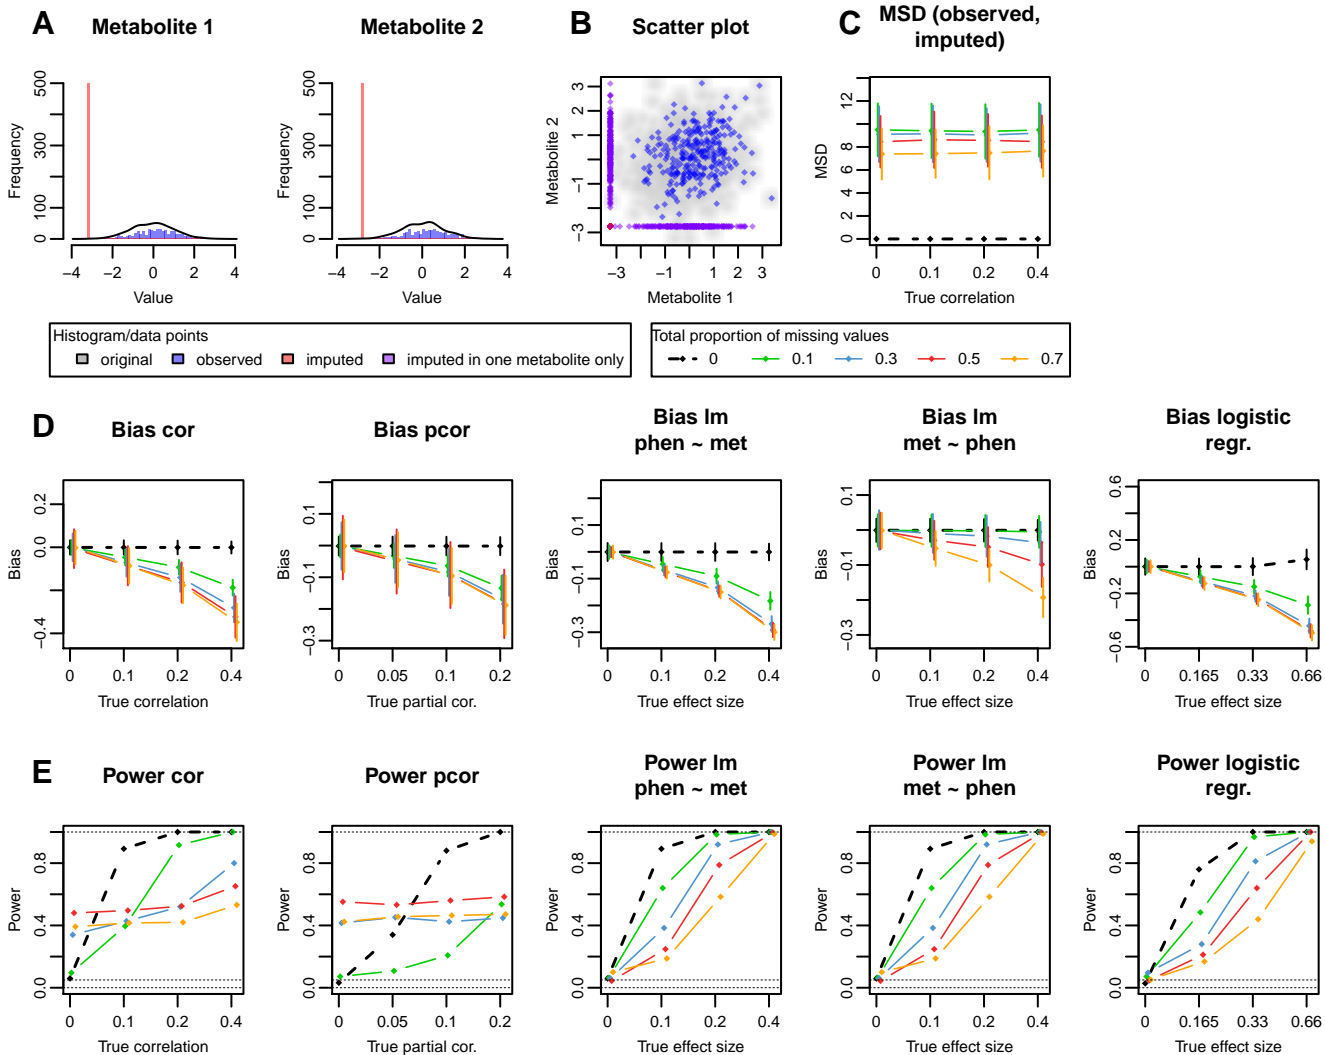 A
Metabolite 1
Metabolite 2
B
Scatter plot
C
MSD (observed,
imputed)
Frequency
0 100 300 500
−4 −2 0 2 4
Value
Frequency
0 100 300 500
−4 −2 0 2 4
Value
Metabolite 2
−3 −1 1 2 3
−3 −1 0 1 2 3
Metabolite 1
MSD
0 2 4 6 8 12
0 0.1 0.2 0.4
True correlation
Histogram/data points
original observed imputed imputed in one metabolite only
Total proportion of missing values
0 0.1 0.3 0.5 0.7
D
Bias cor
Bias pcor
Bias lm
phen ~ met
Bias lm
met ~ phen
Bias logistic
regr.
Bias
−0.4 0.0 0.2
0 0.1 0.2 0.4
True correlation
Bias
−0.3 −0.1 0.1
0 0.05 0.1 0.2
True partial cor.
Bias
−0.3 −0.1 0.1
0 0.1 0.2 0.4
True effect size
Bias
−0.3 −0.1 0.1
0 0.1 0.2 0.4
True effect size
Bias
−0.6 −0.2 0.2 0.6
0 0.165 0.33 0.66
True effect size
E
Power cor
Power pcor
Power lm
phen ~ met
Power lm
met ~ phen
Power logistic
regr.
Power
0.0 0.4 0.8
0 0.1 0.2 0.4
True correlation
Power
0.0 0.4 0.8
0 0.05 0.1 0.2
True partial cor.
Power
0.0 0.4 0.8
0 0.1 0.2 0.4
True effect size
Power
0.0 0.4 0.8
0 0.1 0.2 0.4
True effect size
Power
0.0 0.4 0.8
0 0.165 0.33 0.66
True effect size